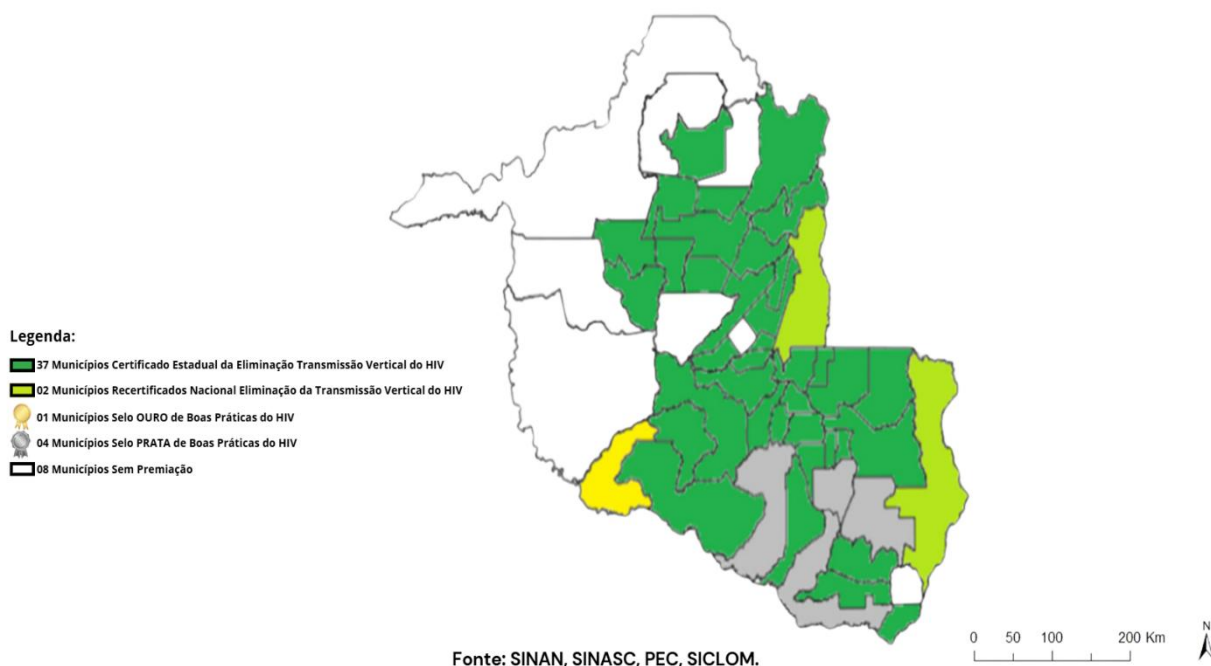 Legenda:
37 Municípios Certificado Estadual da Eliminação Transmissão Vertical do HIV
02 Municípios Recertificados Nacional Eliminação da Transmissão Vertical do HIV
01 Municípios Selo OURO de Boas Práticas do HIV
04 Municípios Selo PRATA de Boas Práticas do HIV
08 Municípios Sem Premiação
Fonte: SINAN, SINASC, PEC, SICLOM.
0 50 100 200 Km
N